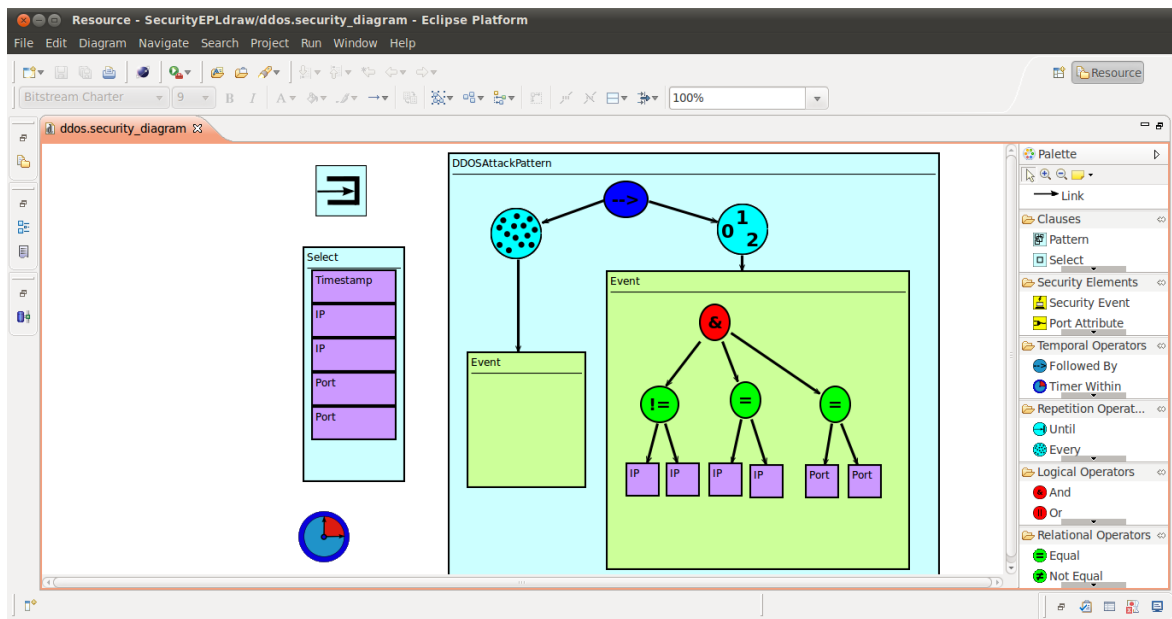 Resource - SecurityEPLdraw/ddos.security_diagram - Eclipse Platform
File Edit Diagram Navigate Search Project Run Window Help
Resource
Bitstream Charter 9 B I A 100%
ddos.security_diagram
DDOSAttackPattern
-->
0 1 2
Select
Timestamp
IP
IP
Port
Port
Event
Event
&
!= = =
IP IP IP IP Port Port
Palette
Link
Clauses
Pattern
Select
Security Elements
Security Event
Port Attribute
Temporal Operators
Followed By
Timer Within
Repetition Operat...
Until
Every
Logical Operators
And
Or
Relational Operators
Equal
Not Equal